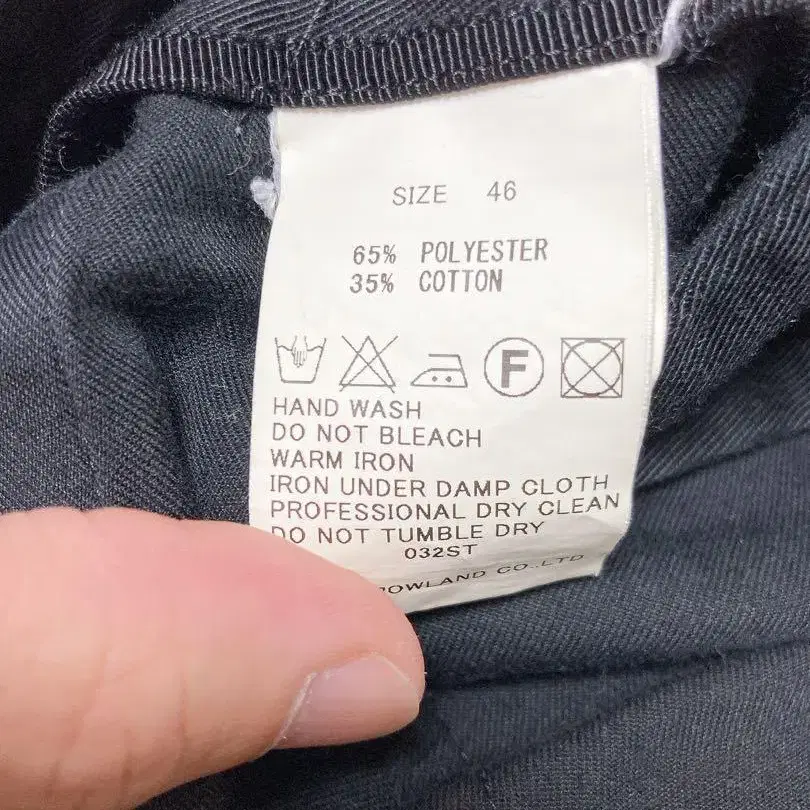 SIZE 46
65% POLYESTER
35% COTTON
F
HAND WASH
DO NOT BLEACH
WARM IRON
IRON UNDER DAMP CLOTH
PROFESSIONAL DRY CLEAN
DO NOT TUMBLE DRY
032ST
CO.,LTD